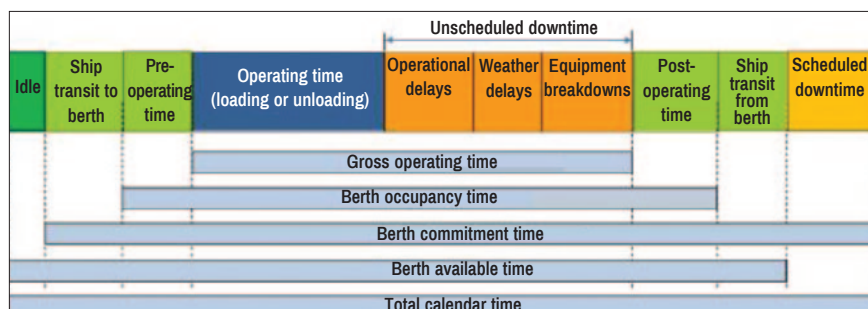 Unscheduled downtime
Idle
Ship
transit to
berth
Pre-
operating
time
Operating time
(loading or unloading)
Operational
delays
Weather
delays
Equipment
breakdowns
Post-
operating
time
Ship
transit
from
berth
Scheduled
downtime
Gross operating time
Berth occupancy time
Berth commitment time
Berth available time
Total calendar time